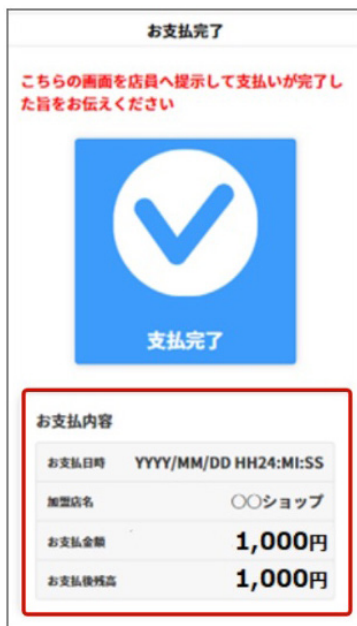 お支払完了
こちらの画面を店員へ提示して支払いが完了し
た旨をお伝えください
支払完了
お支払内容
お支払日時 YYYY/MM/DD HH24:MI:SS
加盟店名 〇〇ショップ
お支払金額 1,000円
お支払後残高 1,000円